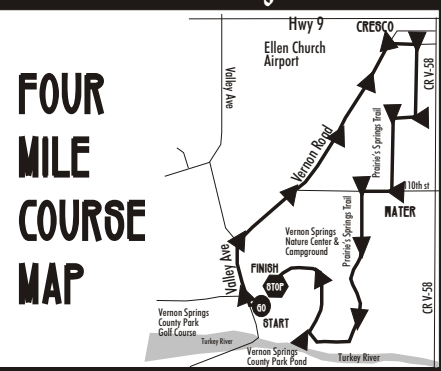 FOUR
MILE
COURSE
MAP
Hwy 9
CRESCO
Ellen Church
Airport
Valley Ave
CR V-58
Vernon Road
Prairie's Springs Trail
110th st
WATER
Prairie's Springs Trail
Vernon Springs
Nature Center &
Campground
Valley Ave
FINISH
STOP
GO
START
CR V-58
Vernon Springs
County Park
Golf Course
Turkey River
Vernon Springs
County Park Pond
Turkey River